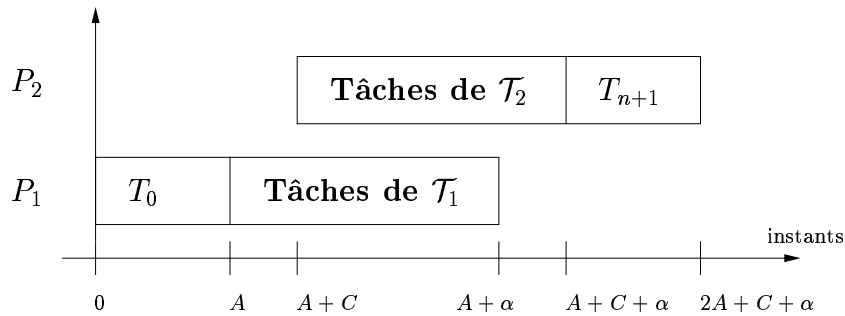 P₂ Tâches de 𝒯₂ Tₙ₊₁
P₁ T₀ Tâches de 𝒯₁
instants
0 A A + C A + α A + C + α 2A + C + α